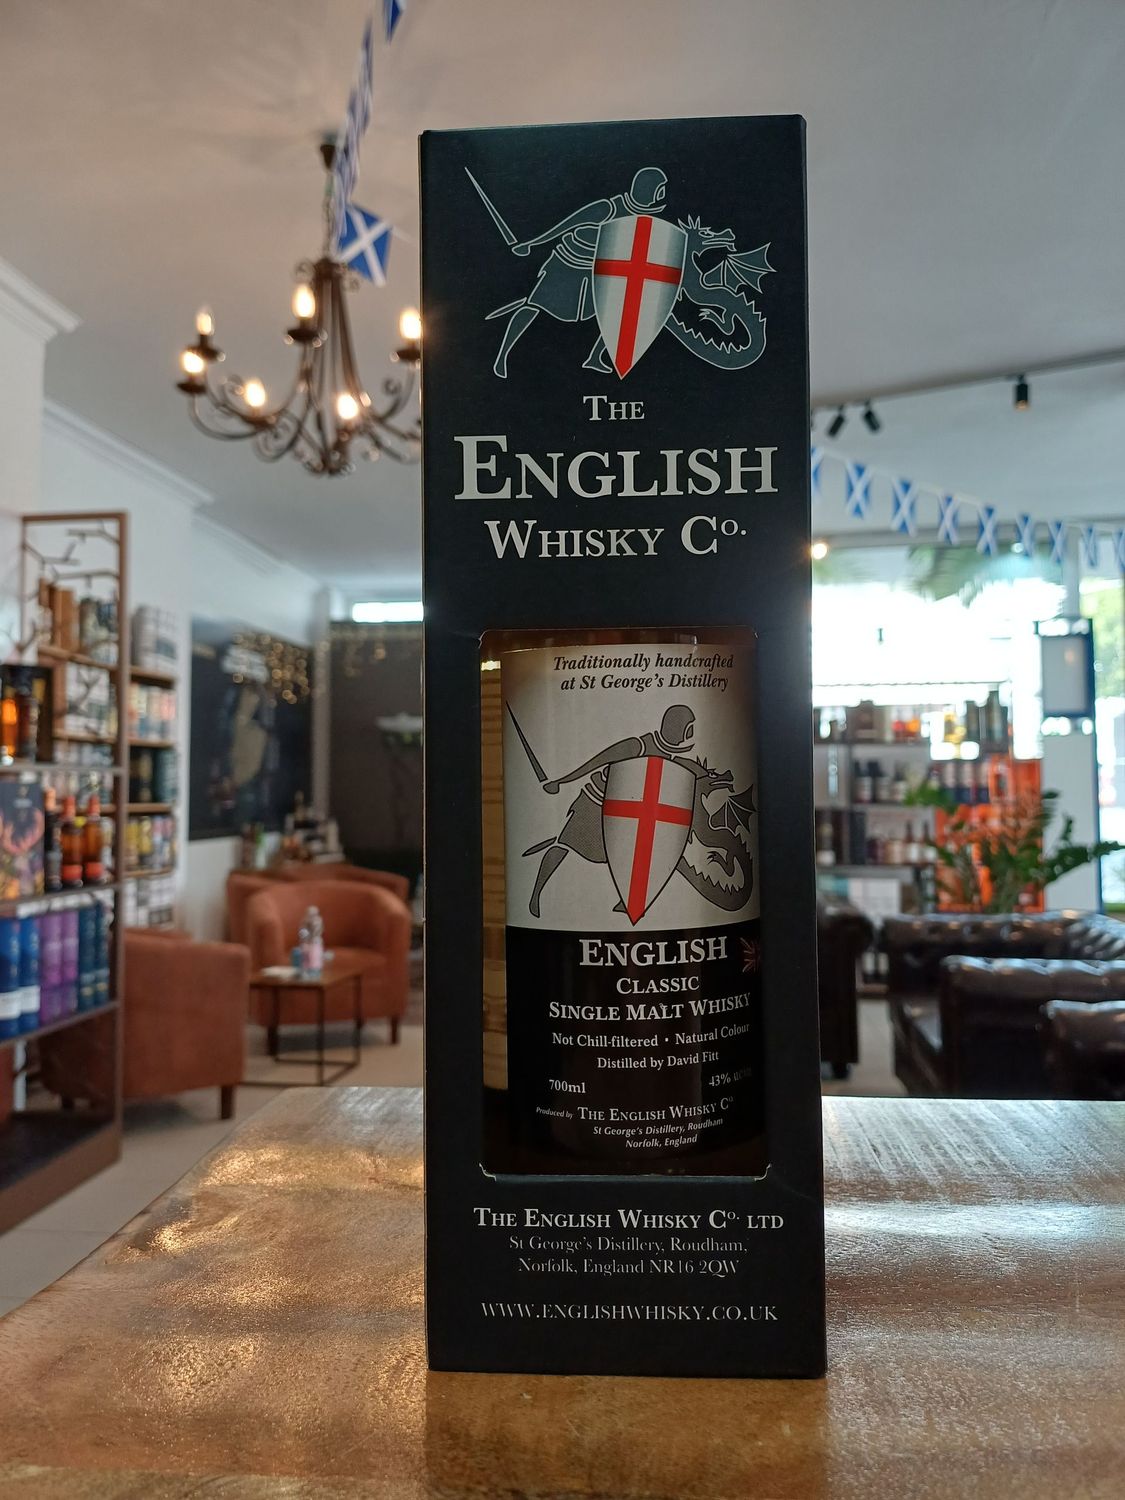 THE
ENGLISH
WHISKY Co.
Traditionally handcrafted
at St George's Distillery
ENGLISH
CLASSIC
SINGLE MALT WHISKY
Not Chill-filtered • Natural Colour
Distilled by David Fitt
700ml 43%
Produced by THE ENGLISH WHISKY Co
St George's Distillery, Roudham
Norfolk, England
THE ENGLISH WHISKY Co. LTD
St George's Distillery, Roudham,
Norfolk, England NR16 2QW
WWW.ENGLISHWHISKY.CO.UK